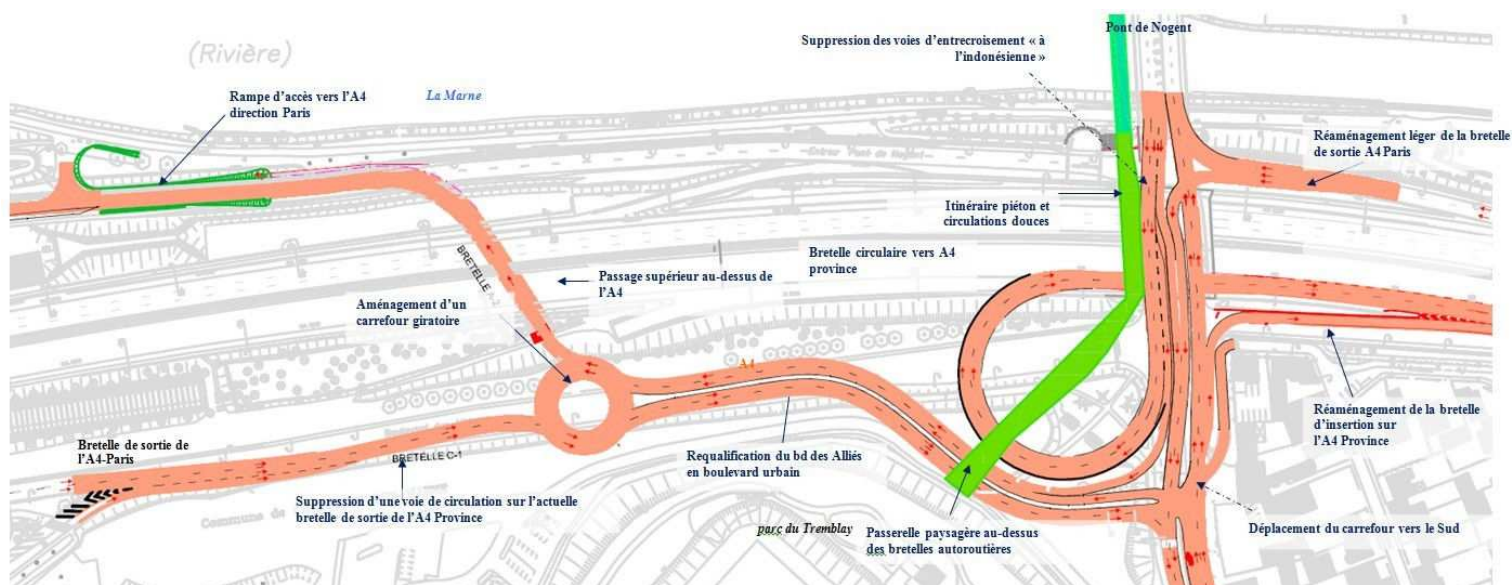 Pont de Nogent
Suppression des voies d'entrecroisement « à
l'indonésienne »
(Rivière)
La Marne
Rampe d'accès vers l'A4
direction Paris
Réaménagement léger de la bretelle
de sortie A4 Paris
Itinéraire piéton et
circulations douces
Bretelle circulaire vers A4
province
BRETELLE
Passage supérieur au-dessus de
l'A4
Aménagement d'un
carrefour giratoire
A4
Réaménagement de la bretelle
d'insertion sur
l'A4 Province
Bretelle de sortie de
l'A4-Paris
BRETELLE C-1
Requalification du bd des Alliés
en boulevard urbain
Suppression d'une voie de circulation sur l'actuelle
bretelle de sortie de l'A4 Province
Commune de
parc du Tremblay
Passerelle paysagère au-dessus
des bretelles autoroutières
Déplacement du carrefour vers le Sud